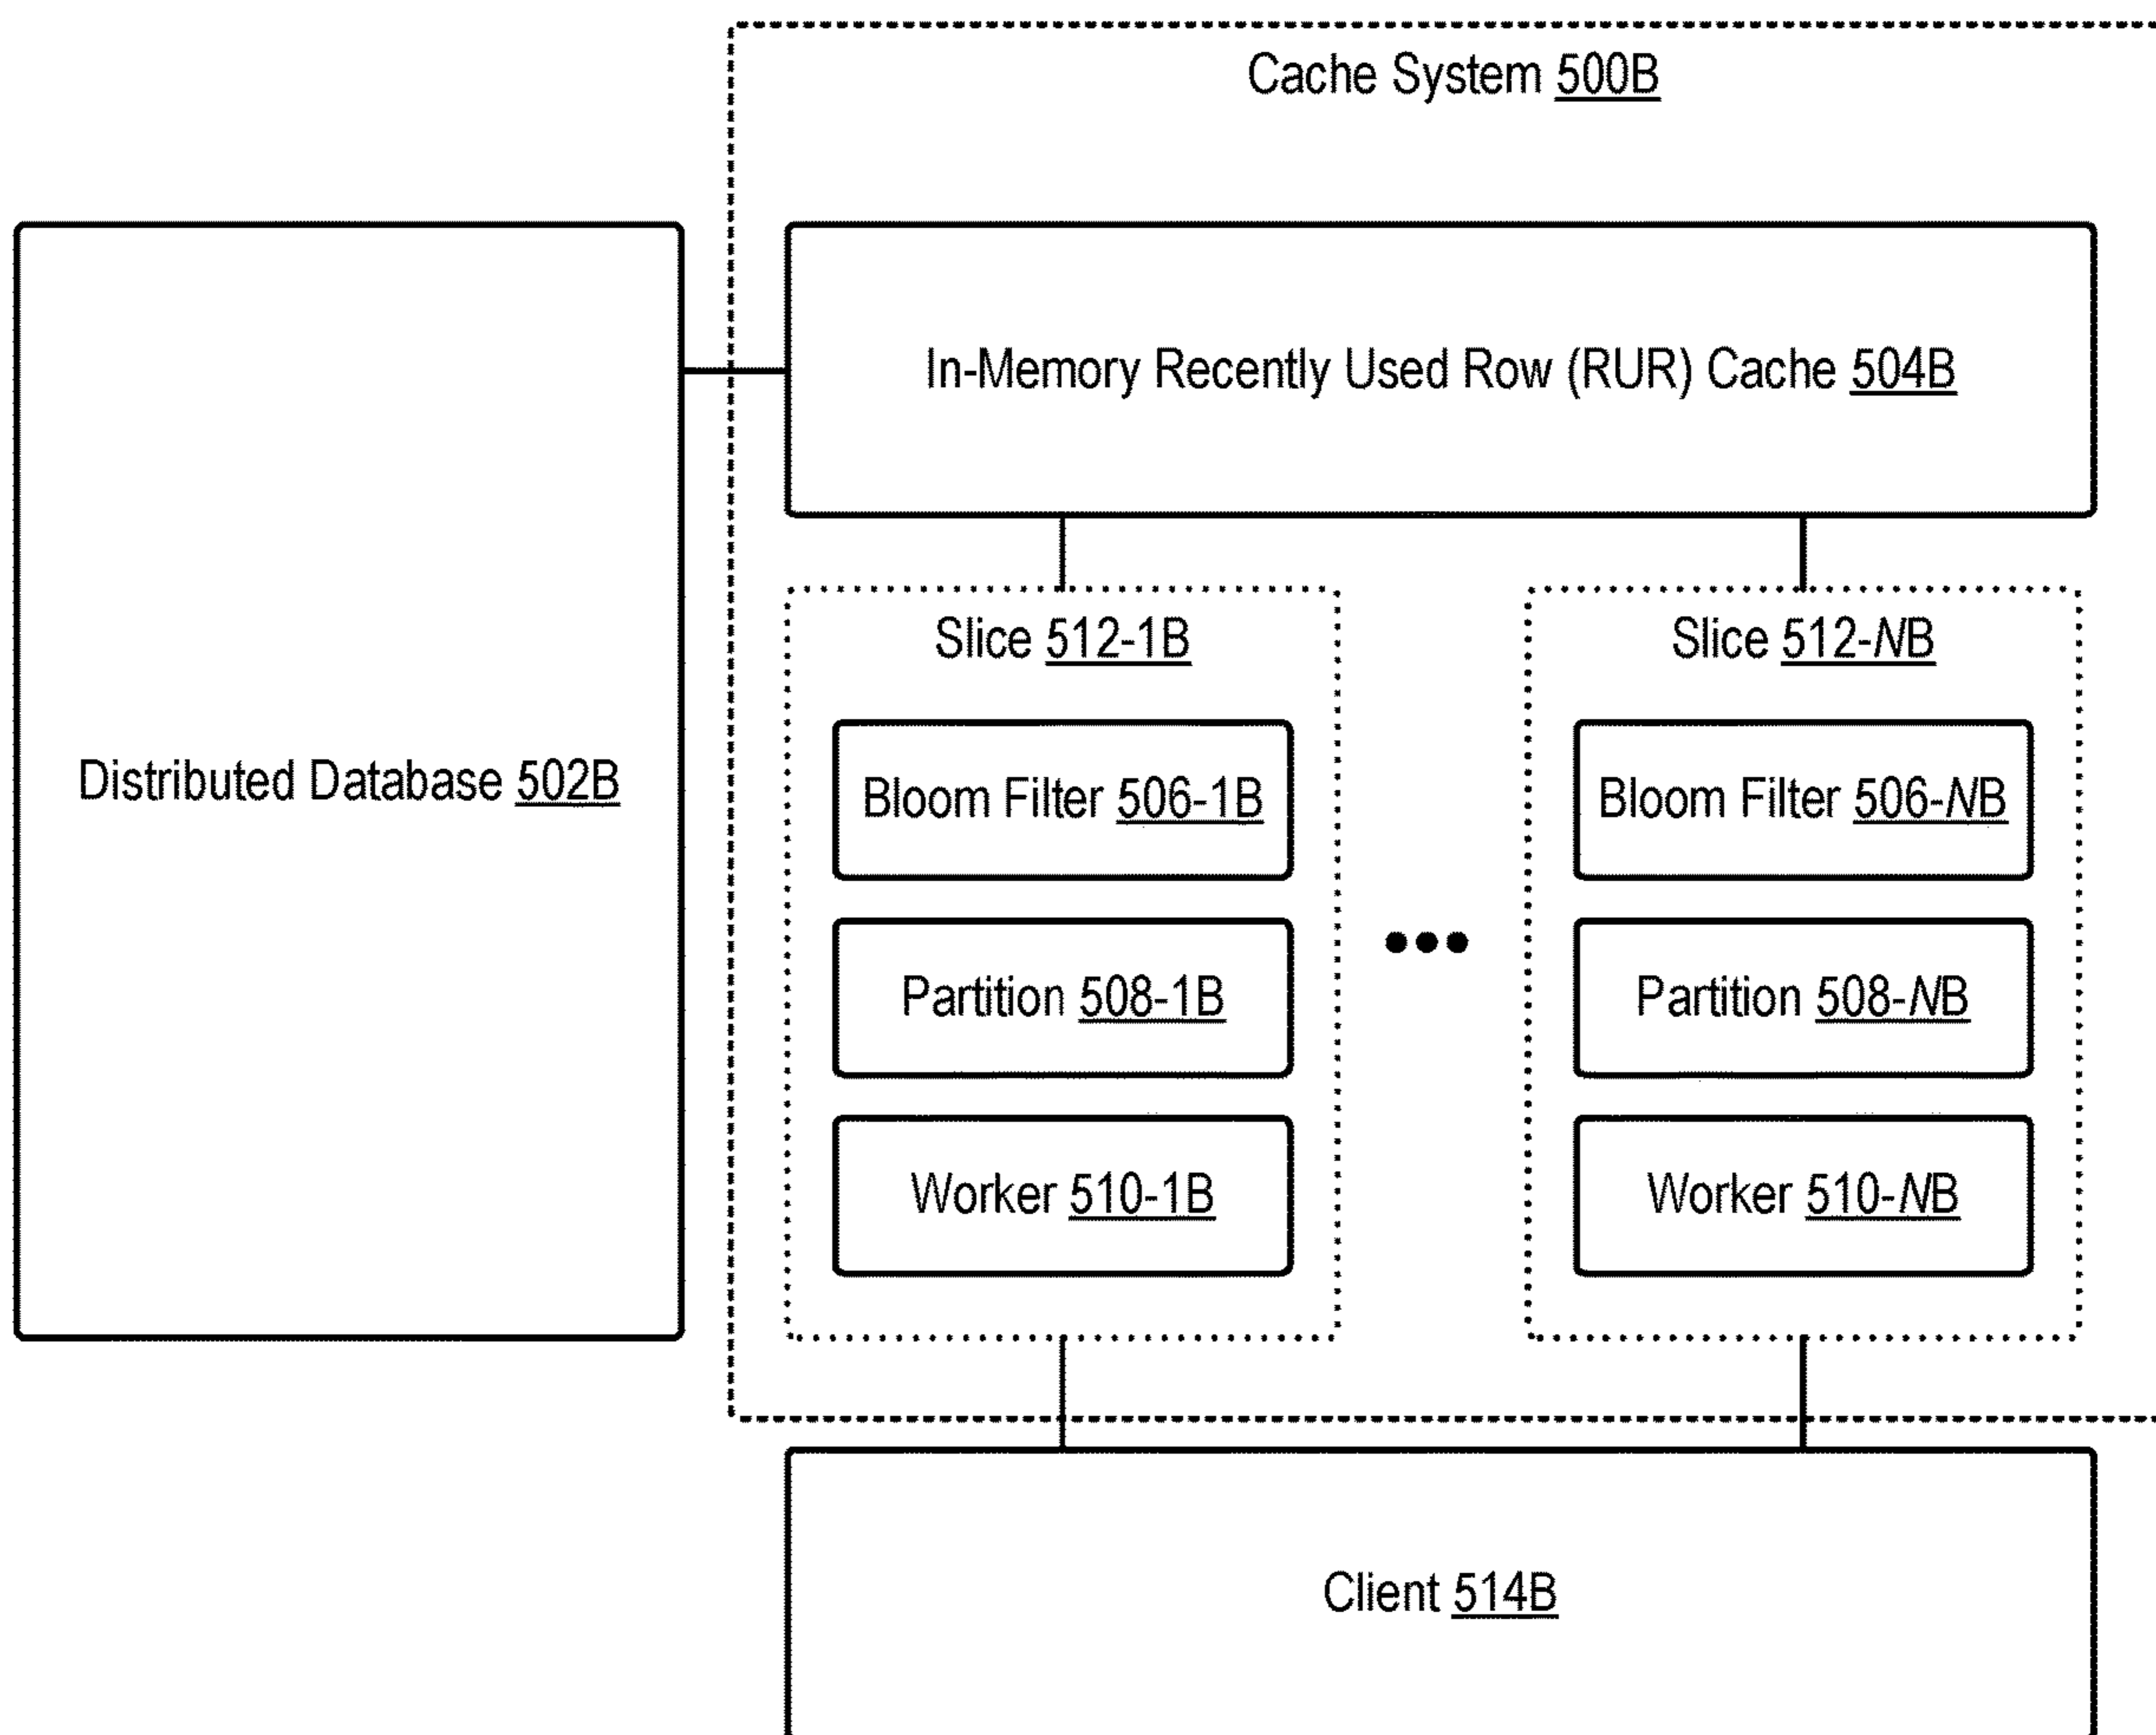 Cache System 500B
In-Memory Recently Used Row (RUR) Cache 504B
Distributed Database 502B
Slice 512-1B
Bloom Filter 506-1B
Partition 508-1B
Worker 510-1B
Slice 512-NB
Bloom Filter 506-NB
Partition 508-NB
Worker 510-NB
Client 514B